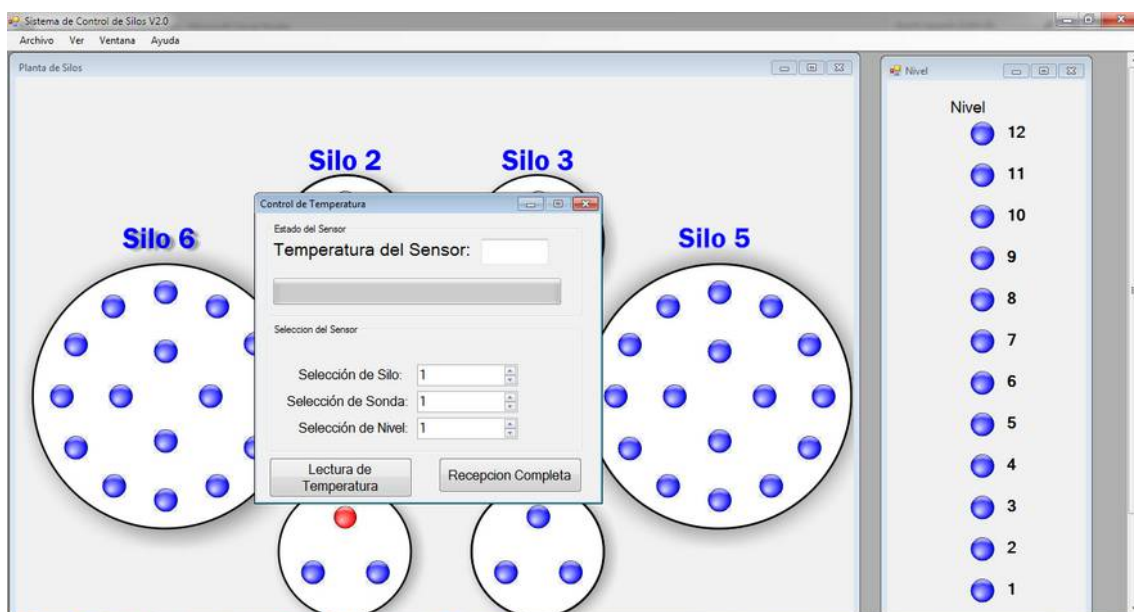 Sistema de Control de Silos V2.0
Archivo Ver Ventana Ayuda
Planta de Silos
Silo 2
Silo 3
Silo 6
Silo 5
Control de Temperatura
Estado del Sensor
Temperatura del Sensor:
Seleccion del Sensor
Selección de Silo: 1
Selección de Sonda: 1
Selección de Nivel: 1
Lectura de
Temperatura
Recepcion Completa
Nivel
Nivel
12
11
10
9
8
7
6
5
4
3
2
1